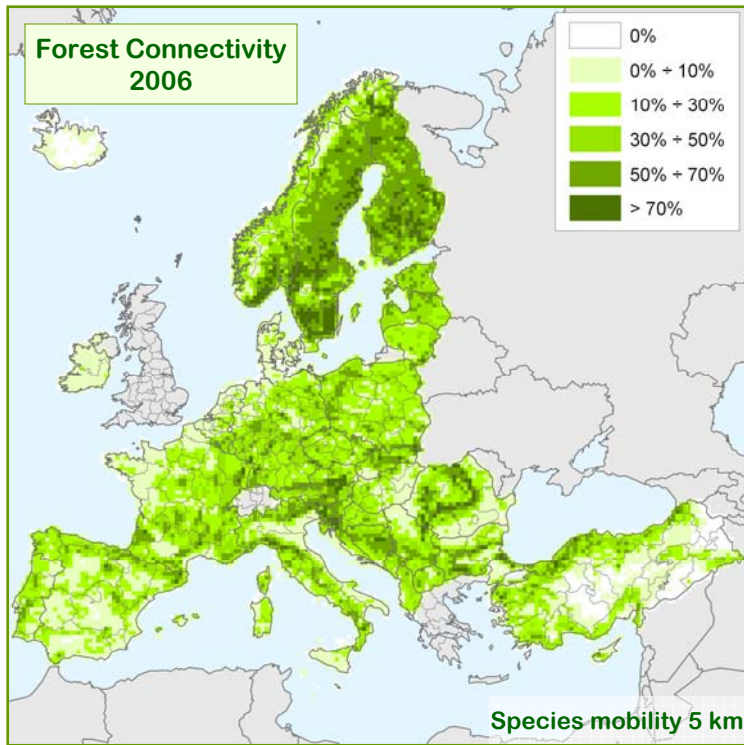 Forest Connectivity
2006
0%
0% ÷ 10%
10% ÷ 30%
30% ÷ 50%
50% ÷ 70%
> 70%
Species mobility 5 km